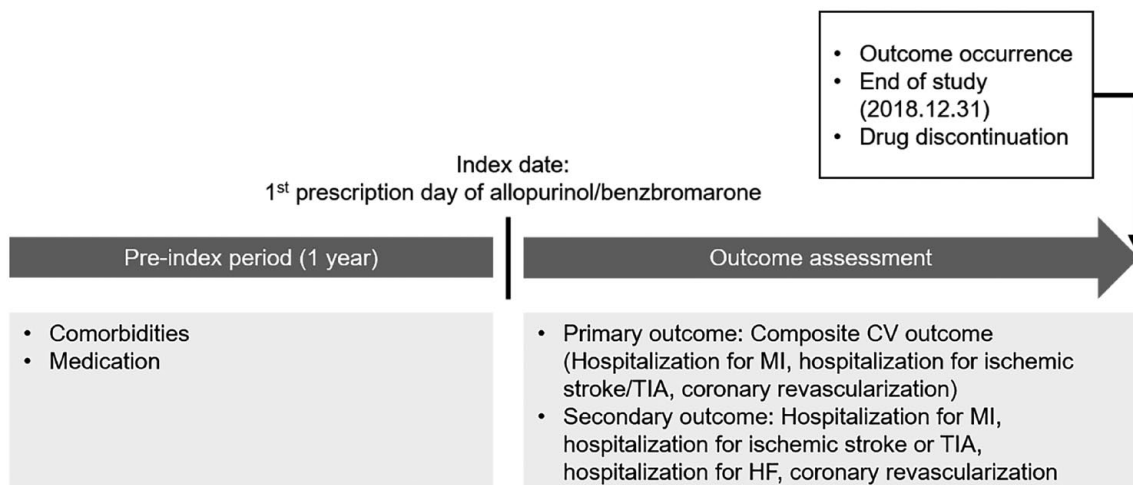 • Outcome occurrence
• End of study
(2018.12.31)
• Drug discontinuation
Index date:
1st prescription day of allopurinol/benzbromarone
Pre-index period (1 year)
Outcome assessment
• Comorbidities
• Medication
• Primary outcome: Composite CV outcome
(Hospitalization for MI, hospitalization for ischemic
stroke/TIA, coronary revascularization)
• Secondary outcome: Hospitalization for MI,
hospitalization for ischemic stroke or TIA,
hospitalization for HF, coronary revascularization